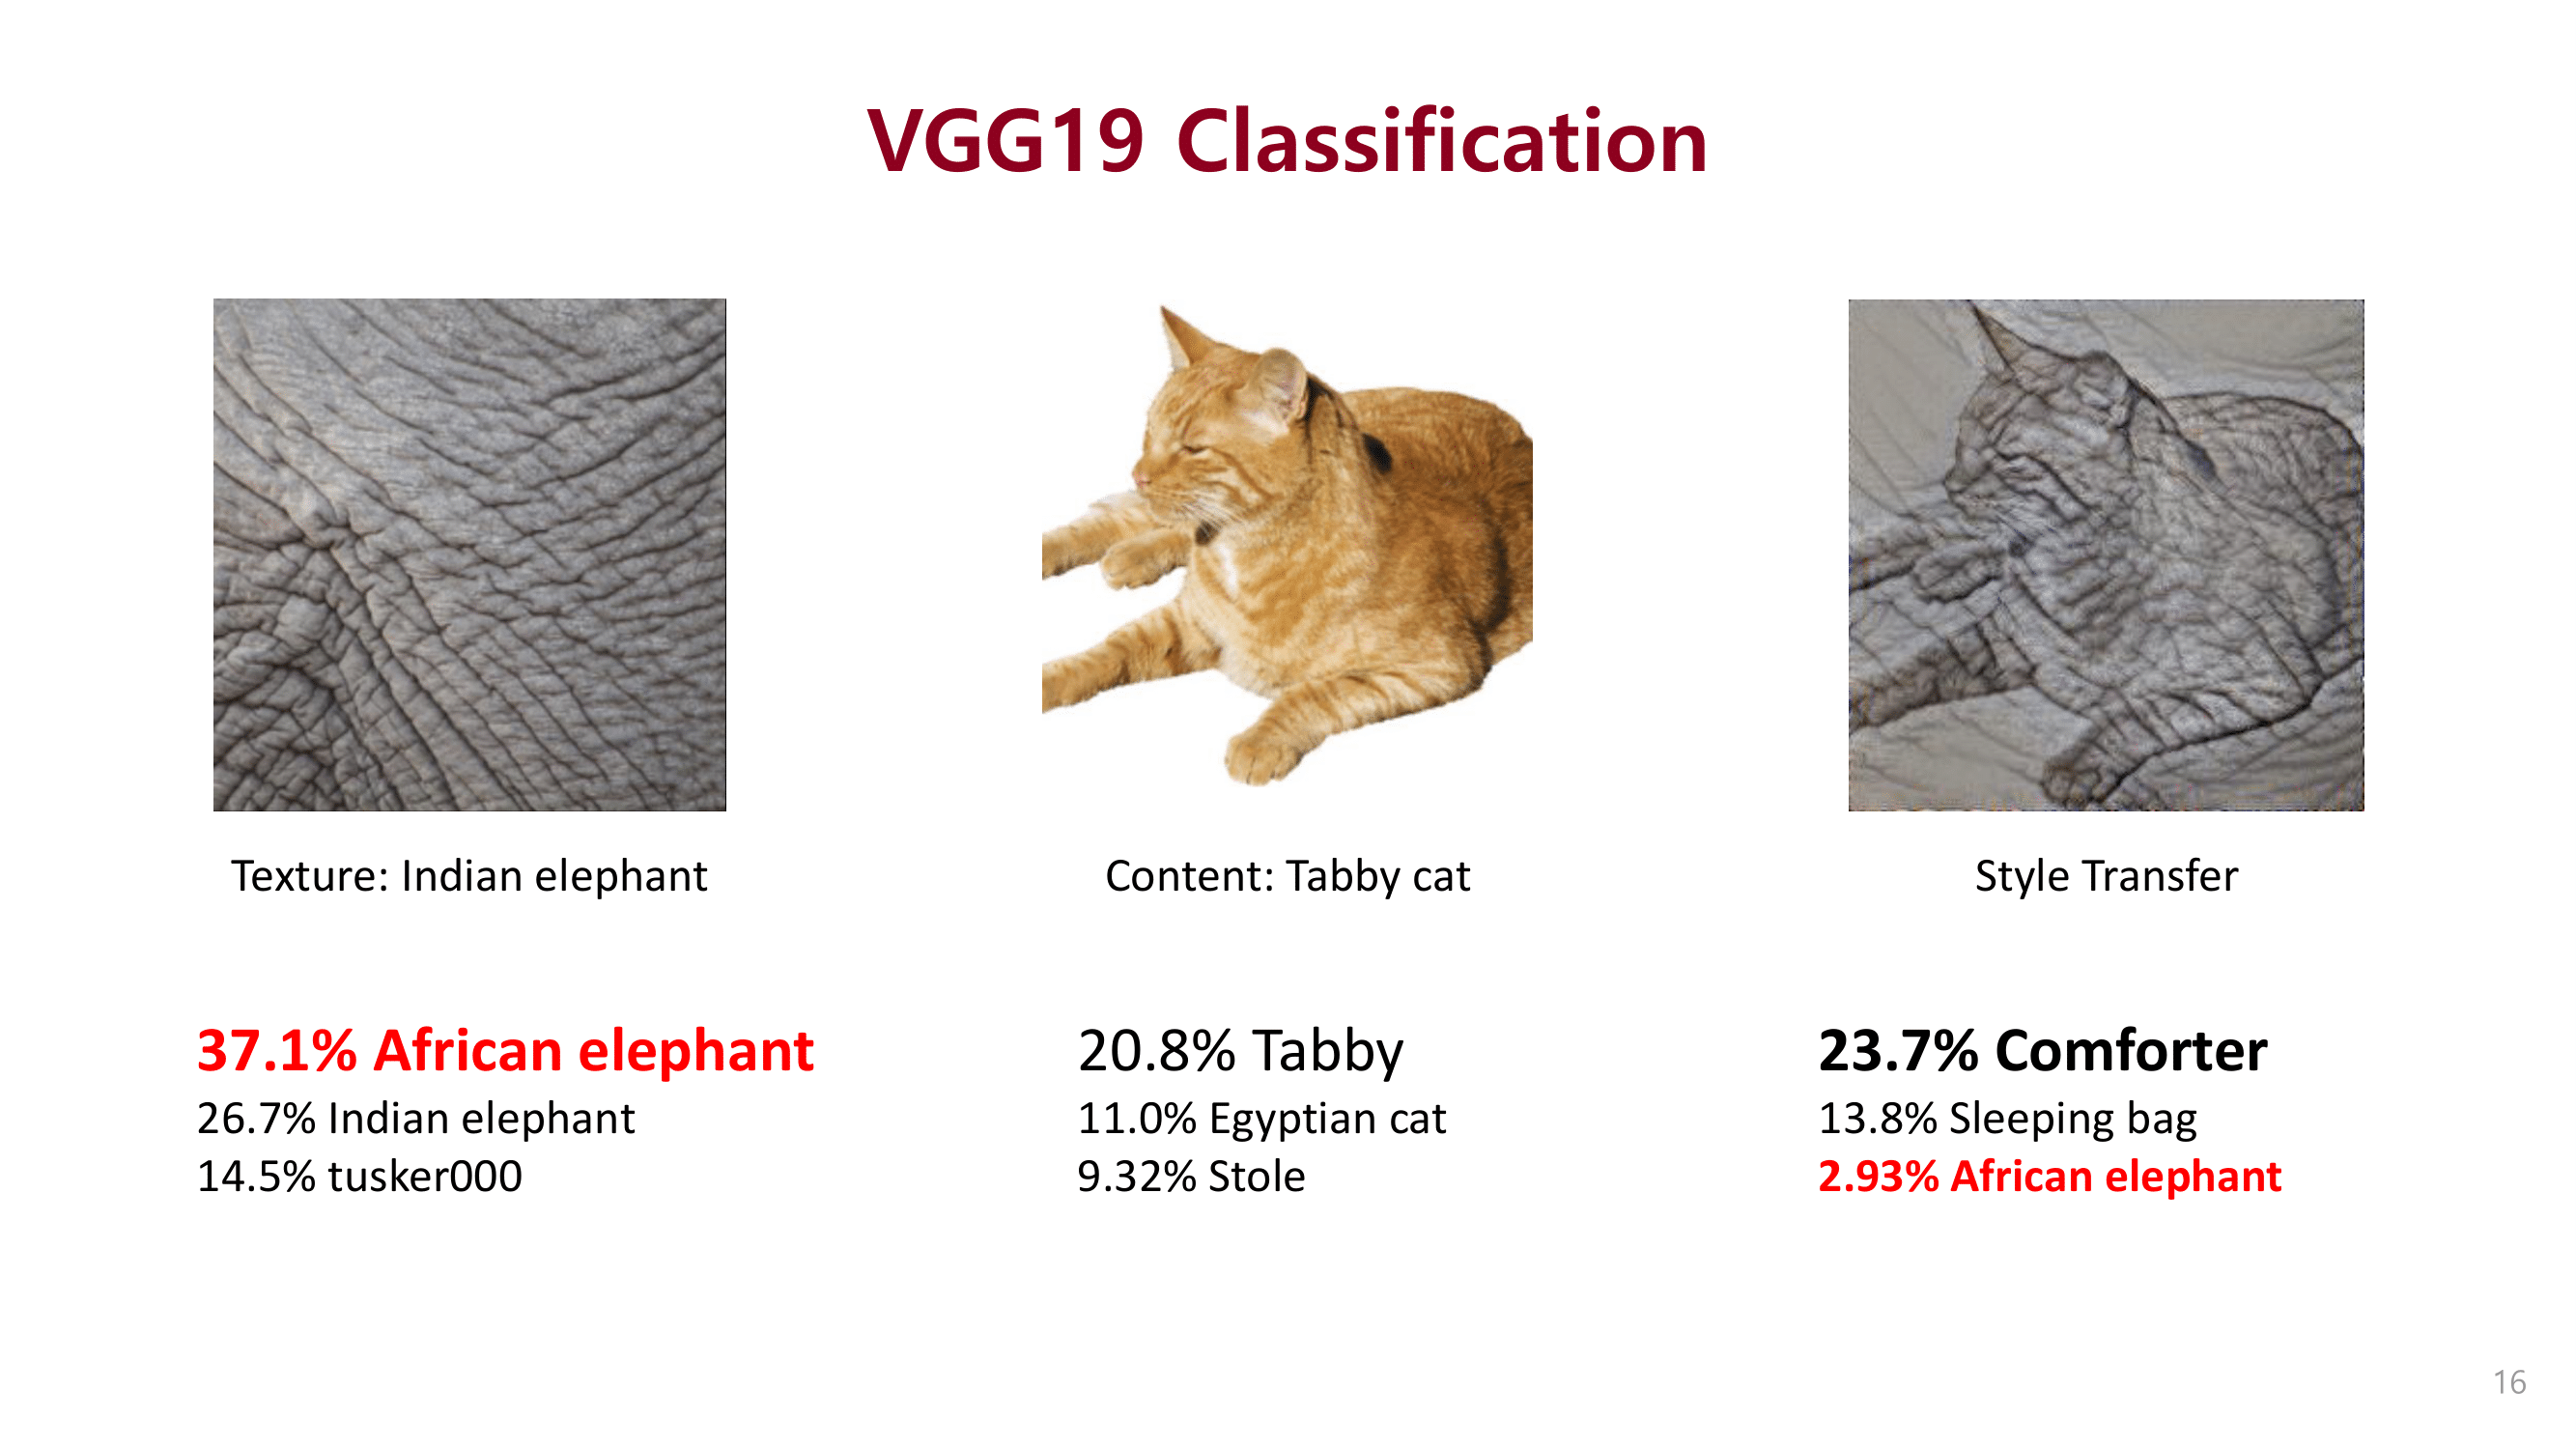 VGG19 Classification
Texture: Indian elephant
37.1% African elephant
26.7% Indian elephant
14.5% tusker000
Content: Tabby cat
20.8% Tabby
11.0% Egyptian cat
9.32% Stole
Style Transfer
23.7% Comforter
13.8% Sleeping bag
2.93% African elephant
16